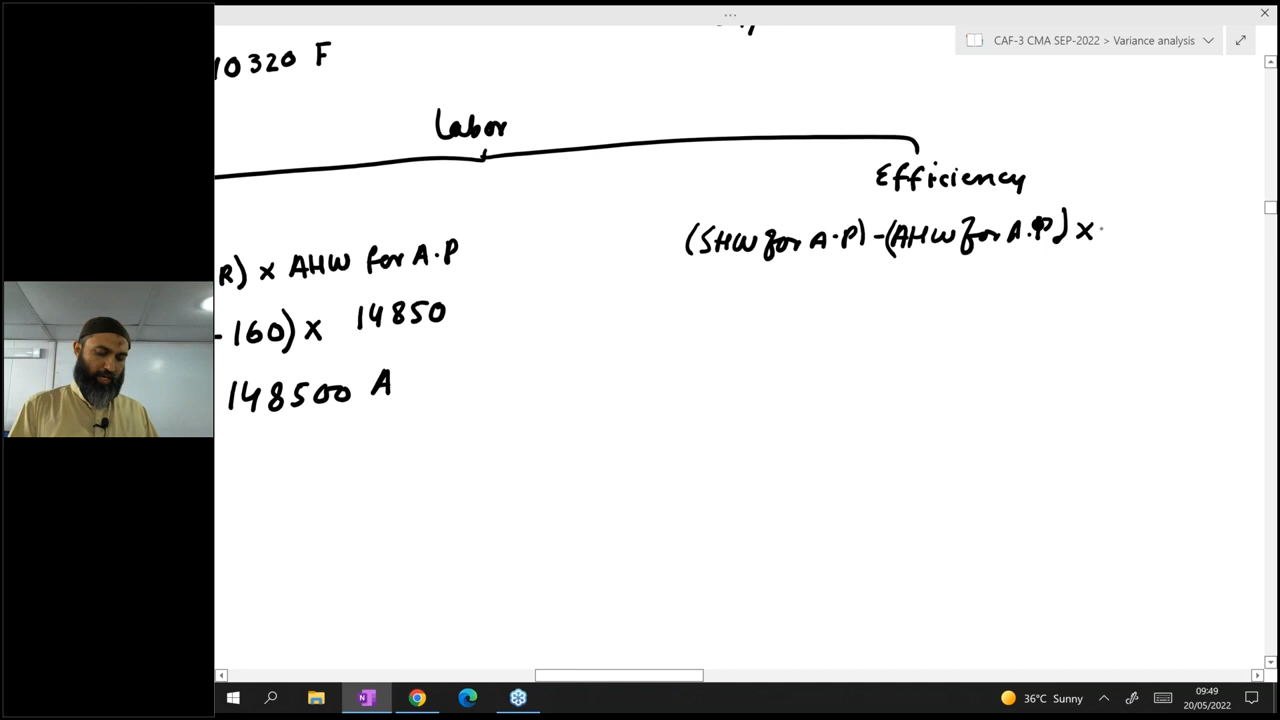 CAF-3 CMA SEP-2022 > Variance analysis
10320 F
Labor
Efficiency
(SHW for A.P) - (AHW for A.P) ×
R) × AHW for A.P
- 160) × 14850
148500 A
36°C Sunny
09:49
20/05/2022